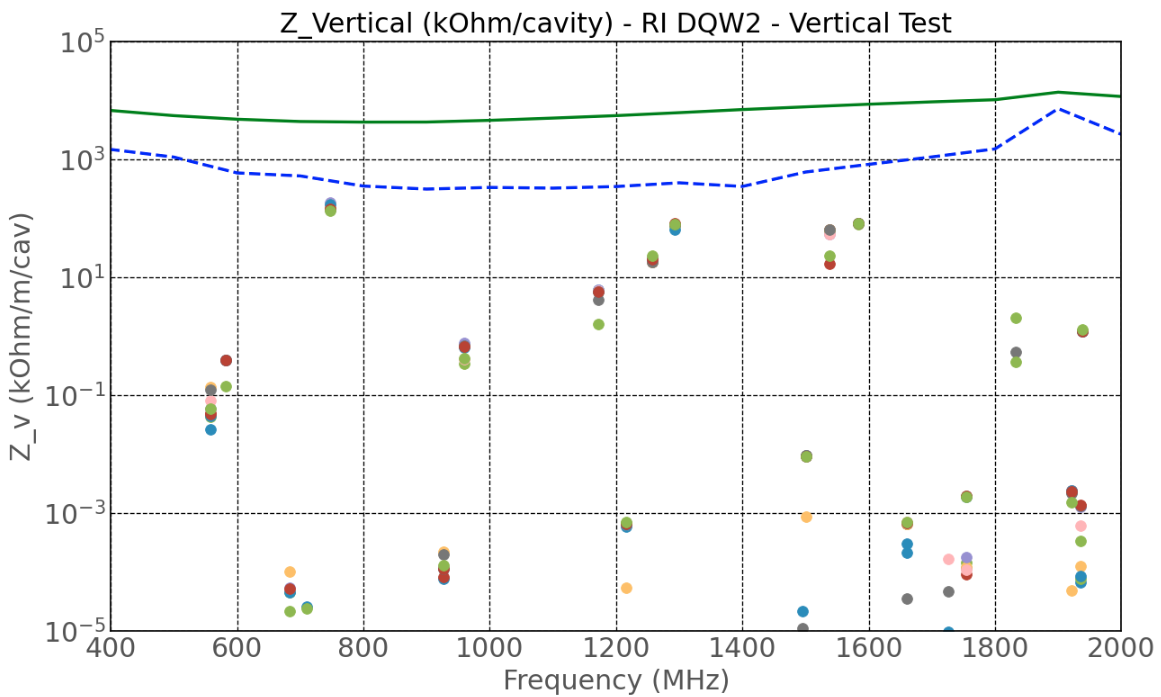 Z_Vertical (kOhm/cavity) - RI DQW2 - Vertical Test
Z_v (kOhm/m/cav)
10^5
10^3
10^1
10^−1
10^−3
10^−5
400 600 800 1000 1200 1400 1600 1800 2000
Frequency (MHz)